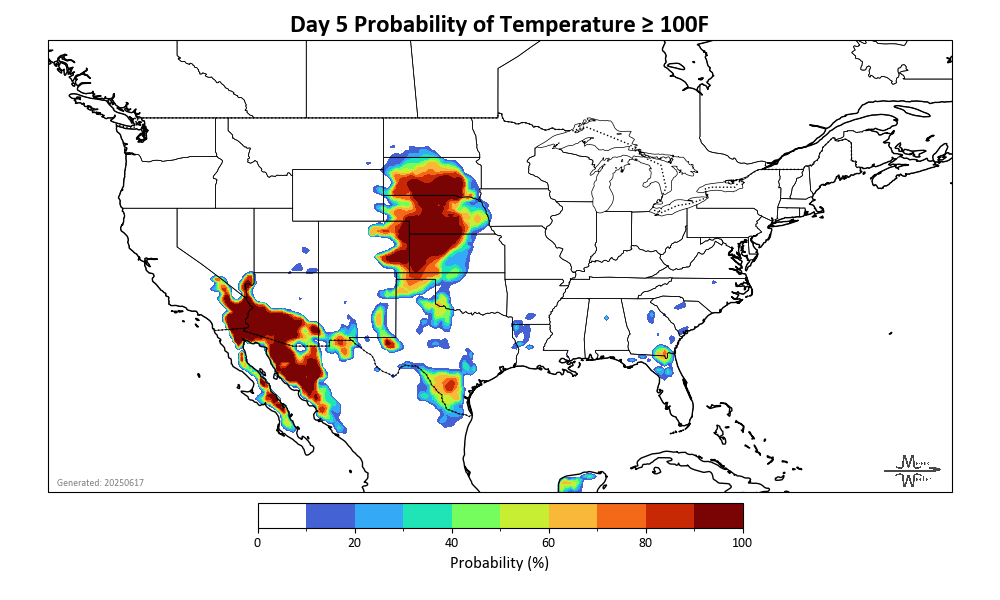 Day 5 Probability of Temperature ≥ 100F
Generated: 20250617
0 20 40 60 80 100
Probability (%)